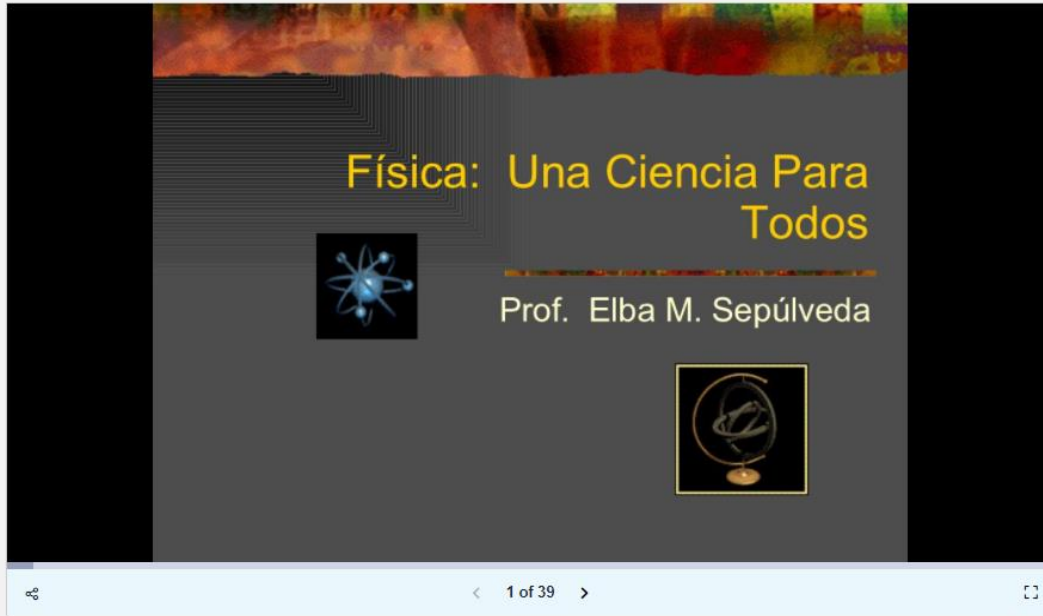 Física: Una Ciencia Para
Todos
Prof. Elba M. Sepúlveda
1 of 39